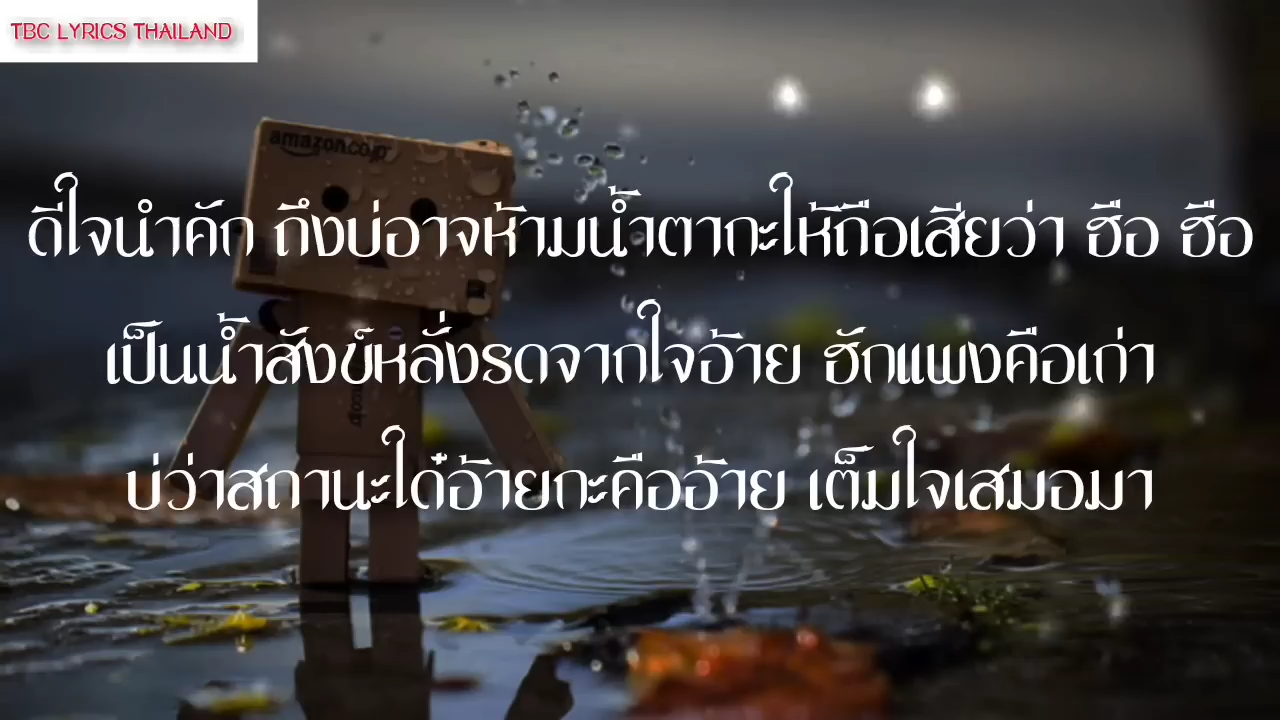 TBC LYRICS THAILAND
amazon.co.jp
ดีใจนำคัก ถึงบ่อาจห้ามน้ำตากะให้ถือเสียว่า ฮือ ฮือ
เป็นน้ำสังข์หลั่งรดจากใจอ้าย ฮักแพงคือเก่า
บ่ว่าสถานะใด๋อ้ายกะคืออ้าย เต็มใจเสมอมา